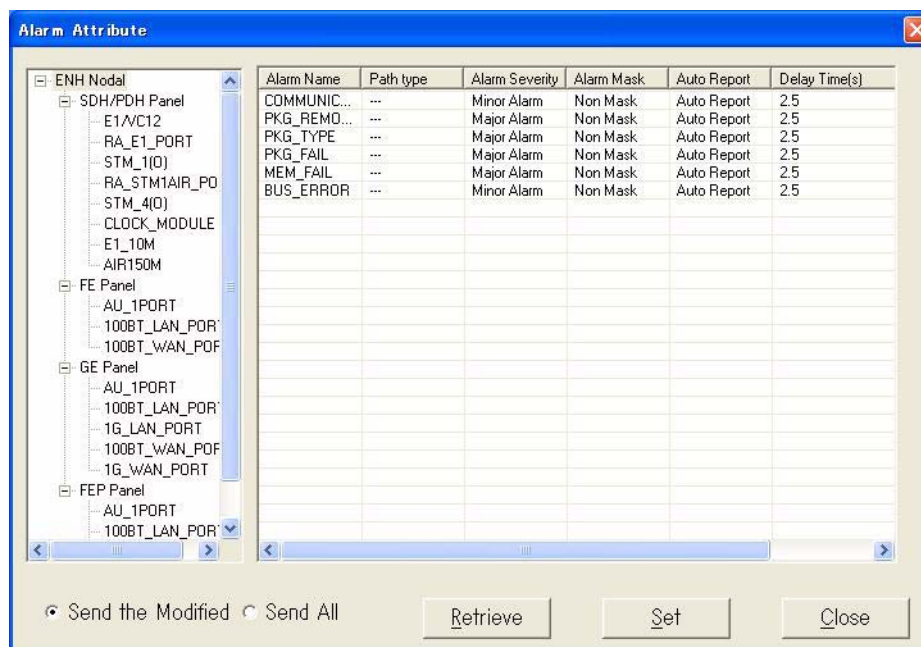 Alarm Attribute
ENH Nodal
SDH/PDH Panel
E1/VC12
RA_E1_PORT
STM_1(O)
RA_STM1AIR_PO
STM_4(O)
CLOCK_MODULE
E1_10M
AIR150M
FE Panel
AU_1PORT
100BT_LAN_POR
100BT_WAN_POR
GE Panel
AU_1PORT
100BT_LAN_POR
1G_LAN_PORT
100BT_WAN_POR
1G_WAN_PORT
FEP Panel
AU_1PORT
100BT_LAN_POR
Alarm Name Path type Alarm Severity Alarm Mask Auto Report Delay Time(s)
COMMUNIC... --- Minor Alarm Non Mask Auto Report 2.5
PKG_REMO... --- Major Alarm Non Mask Auto Report 2.5
PKG_TYPE --- Major Alarm Non Mask Auto Report 2.5
PKG_FAIL --- Major Alarm Non Mask Auto Report 2.5
MEM_FAIL --- Major Alarm Non Mask Auto Report 2.5
BUS_ERROR --- Minor Alarm Non Mask Auto Report 2.5
Send the Modified Send All Retrieve Set Close